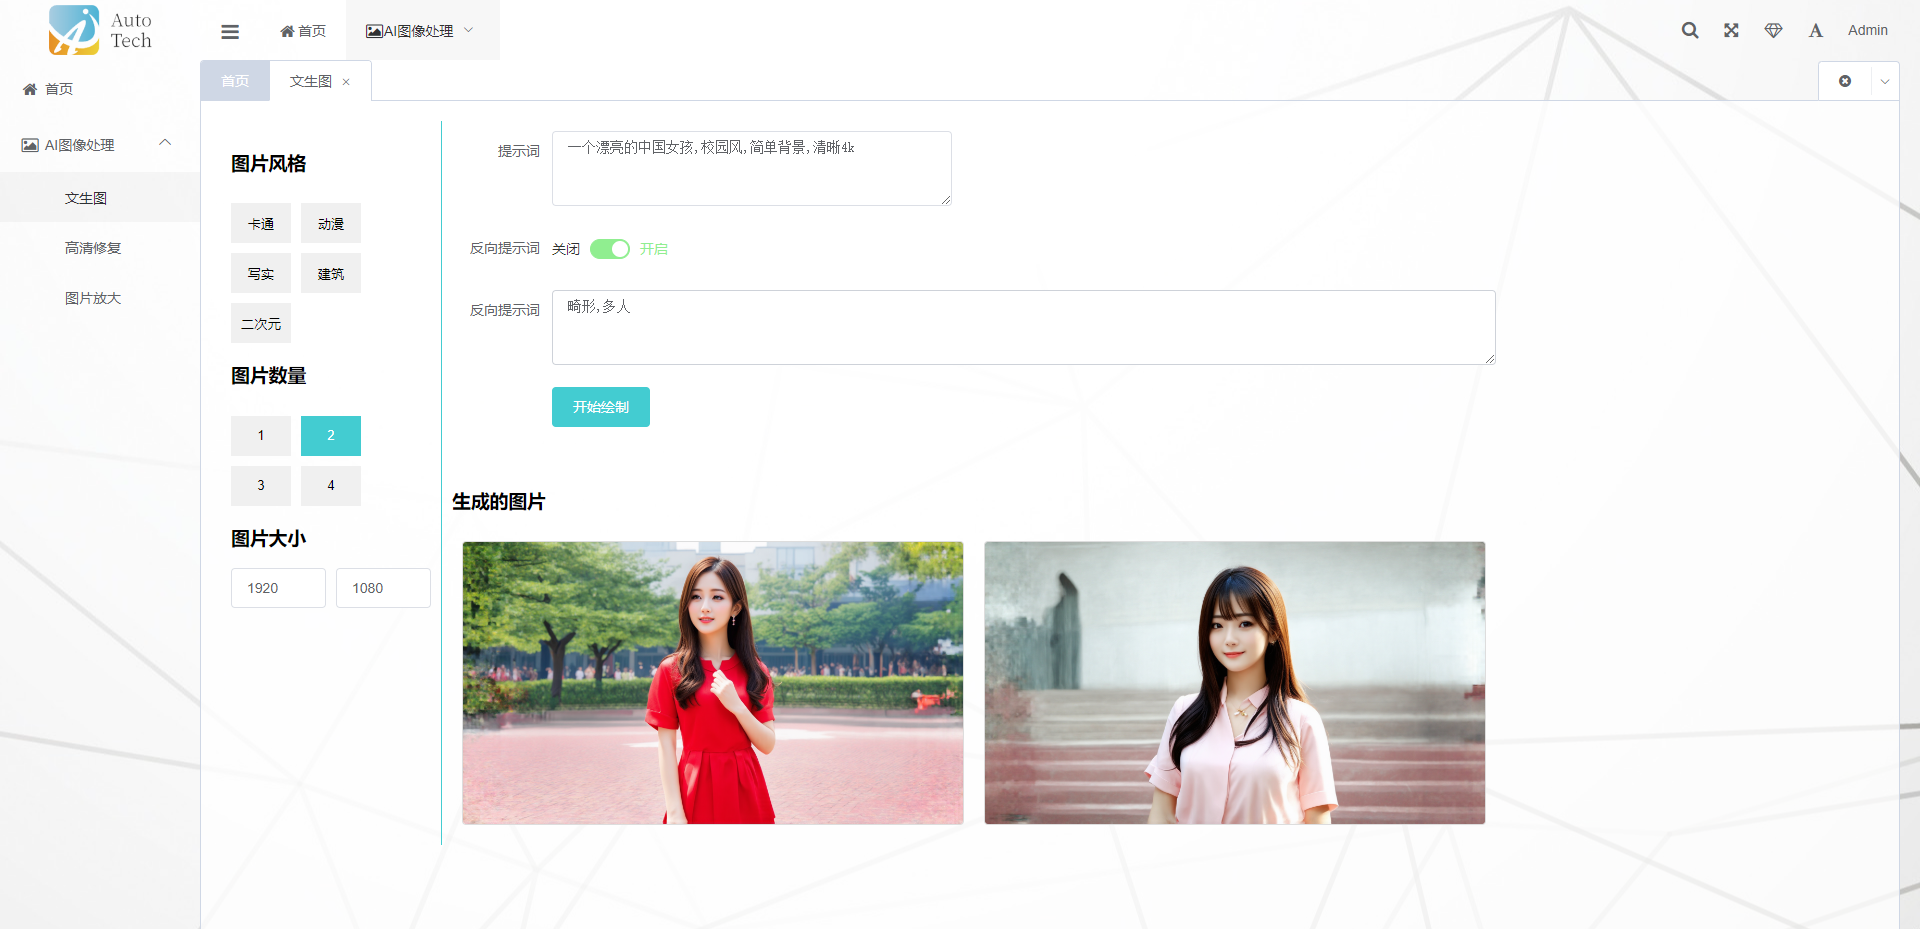 Auto
Tech
首页
AI图像处理
Admin
首页
AI图像处理
文生图
高清修复
图片放大
首页
文生图
图片风格
卡通
动漫
写实
建筑
二次元
图片数量
1
2
3
4
图片大小
1920
1080
提示词
一个漂亮的中国女孩,校园风,简单背景,清晰4k
反向提示词
关闭
开启
反向提示词
畸形,多人
开始绘制
生成的图片